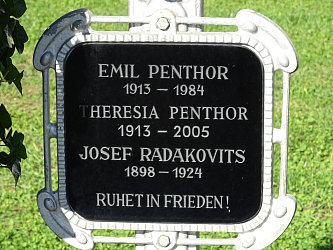 EMIL PENTHOR
1913 – 1984
THERESIA PENTHOR
1913 – 2005
JOSEF RADAKOVITS
1898 – 1924
RUHET IN FRIEDEN!